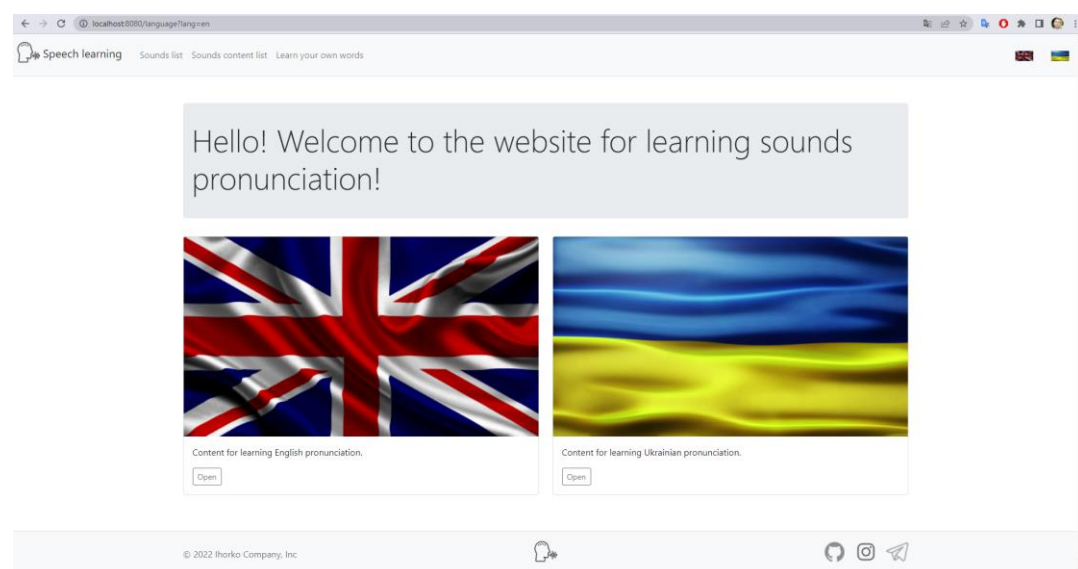 localhost:8080/language?lang=en
Speech learning Sounds list Sounds content list Learn your own words
Hello! Welcome to the website for learning sounds
pronunciation!
Content for learning English pronunciation. Content for learning Ukrainian pronunciation.
Open Open
© 2022 Ihorko Company, Inc